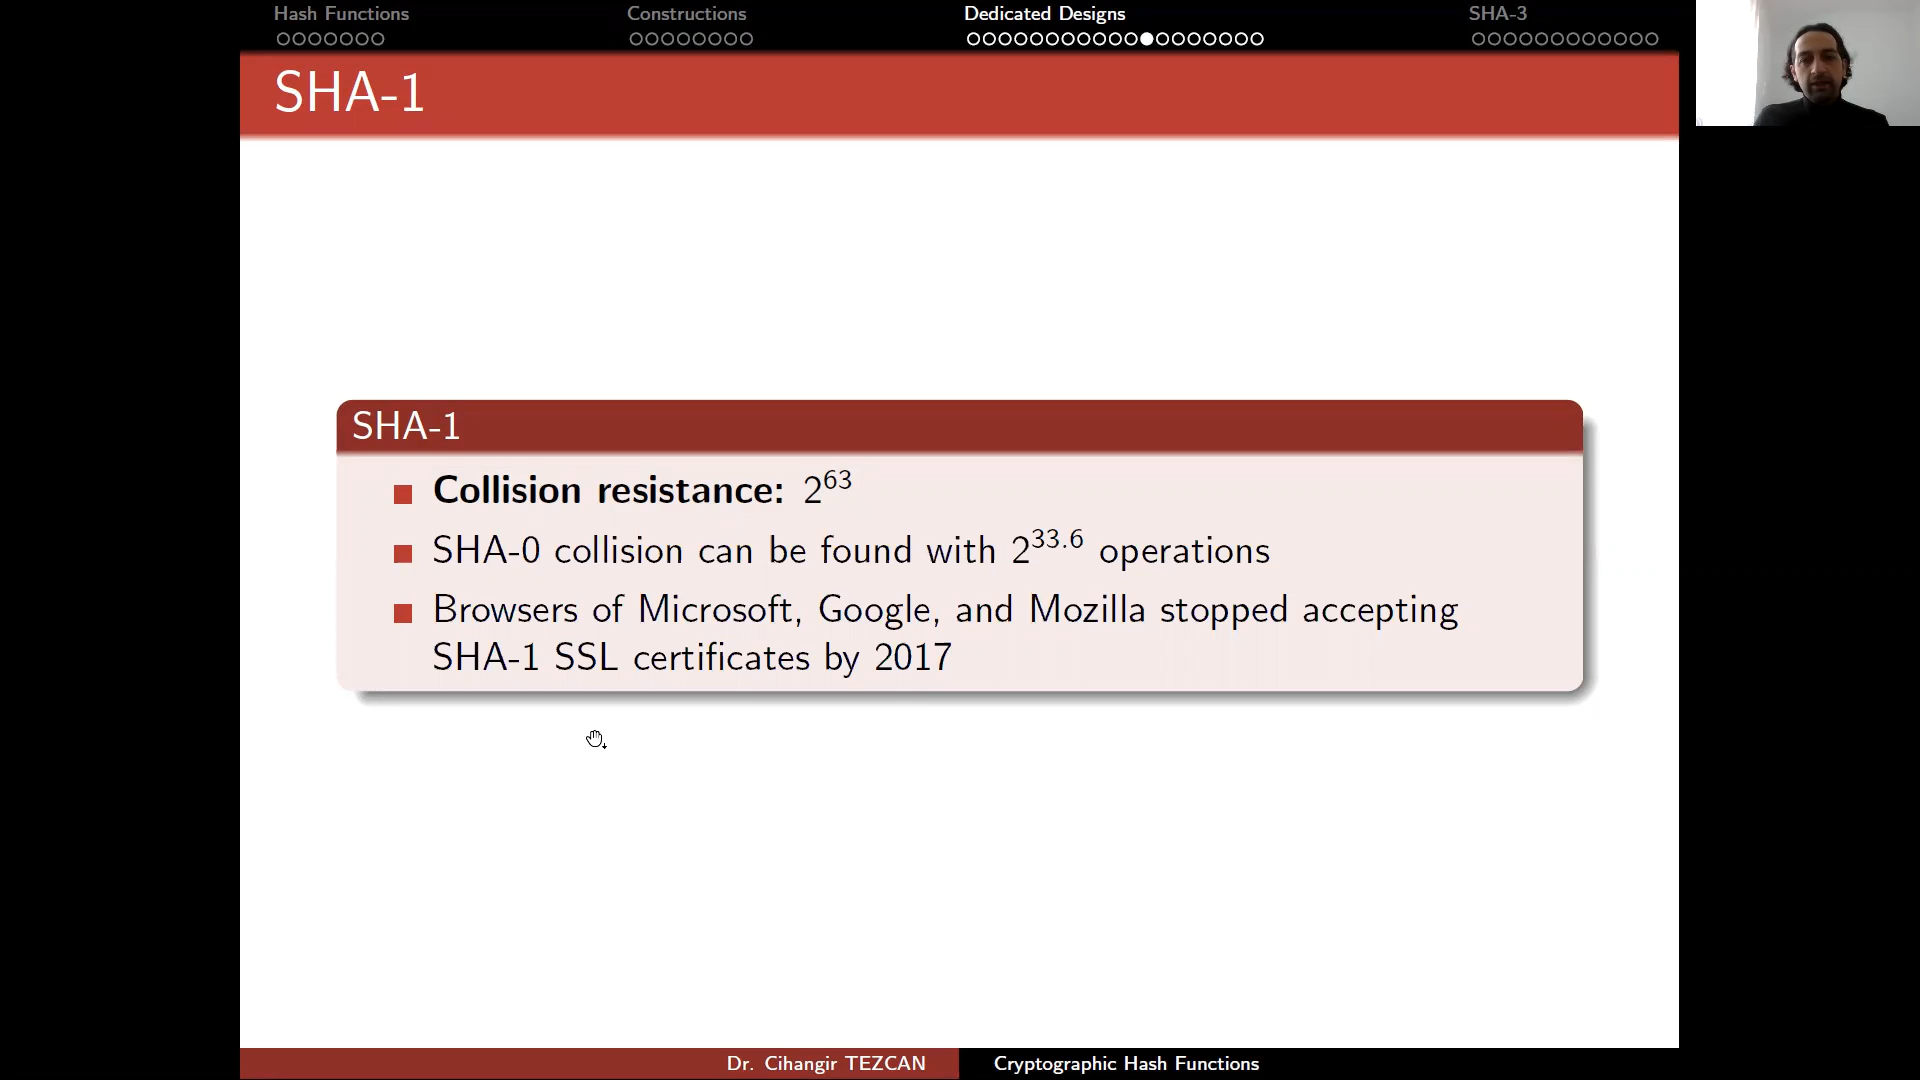 Hash Functions Constructions Dedicated Designs SHA-3
SHA-1
SHA-1
Collision resistance: 2^63
SHA-0 collision can be found with 2^33.6 operations
Browsers of Microsoft, Google, and Mozilla stopped accepting
SHA-1 SSL certificates by 2017
Dr. Cihangir TEZCAN Cryptographic Hash Functions